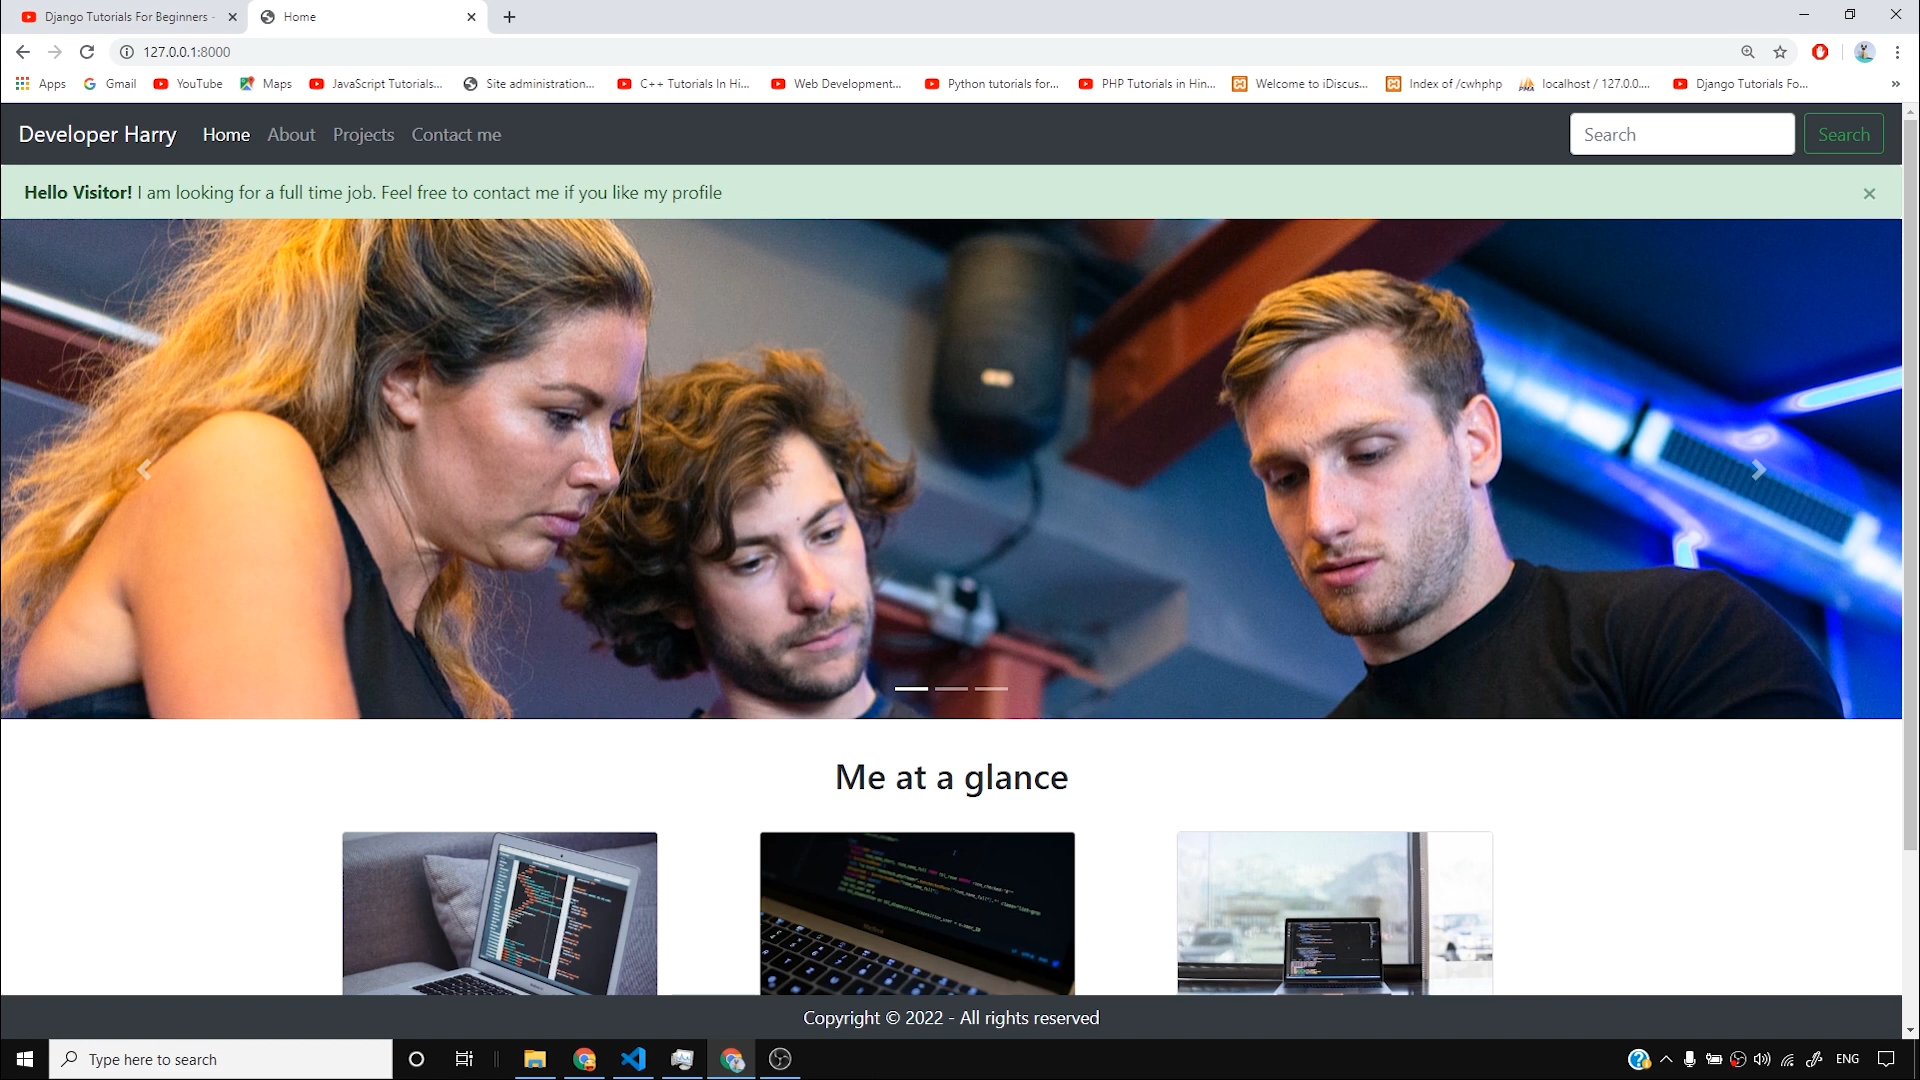 Django Tutorials For Beginners -
Home
127.0.0.1:8000
Apps
Gmail
YouTube
Maps
JavaScript Tutorials...
Site administration...
C++ Tutorials In Hi...
Web Development...
Python tutorials for...
PHP Tutorials in Hin...
Welcome to iDiscus...
Index of /cwhphp
localhost / 127.0.0....
Django Tutorials Fo...
»
Developer Harry
Home
About
Projects
Contact me
Search
Search
Hello Visitor! I am looking for a full time job. Feel free to contact me if you like my profile
×
Me at a glance
Copyright © 2022 - All rights reserved
Type here to search
ENG